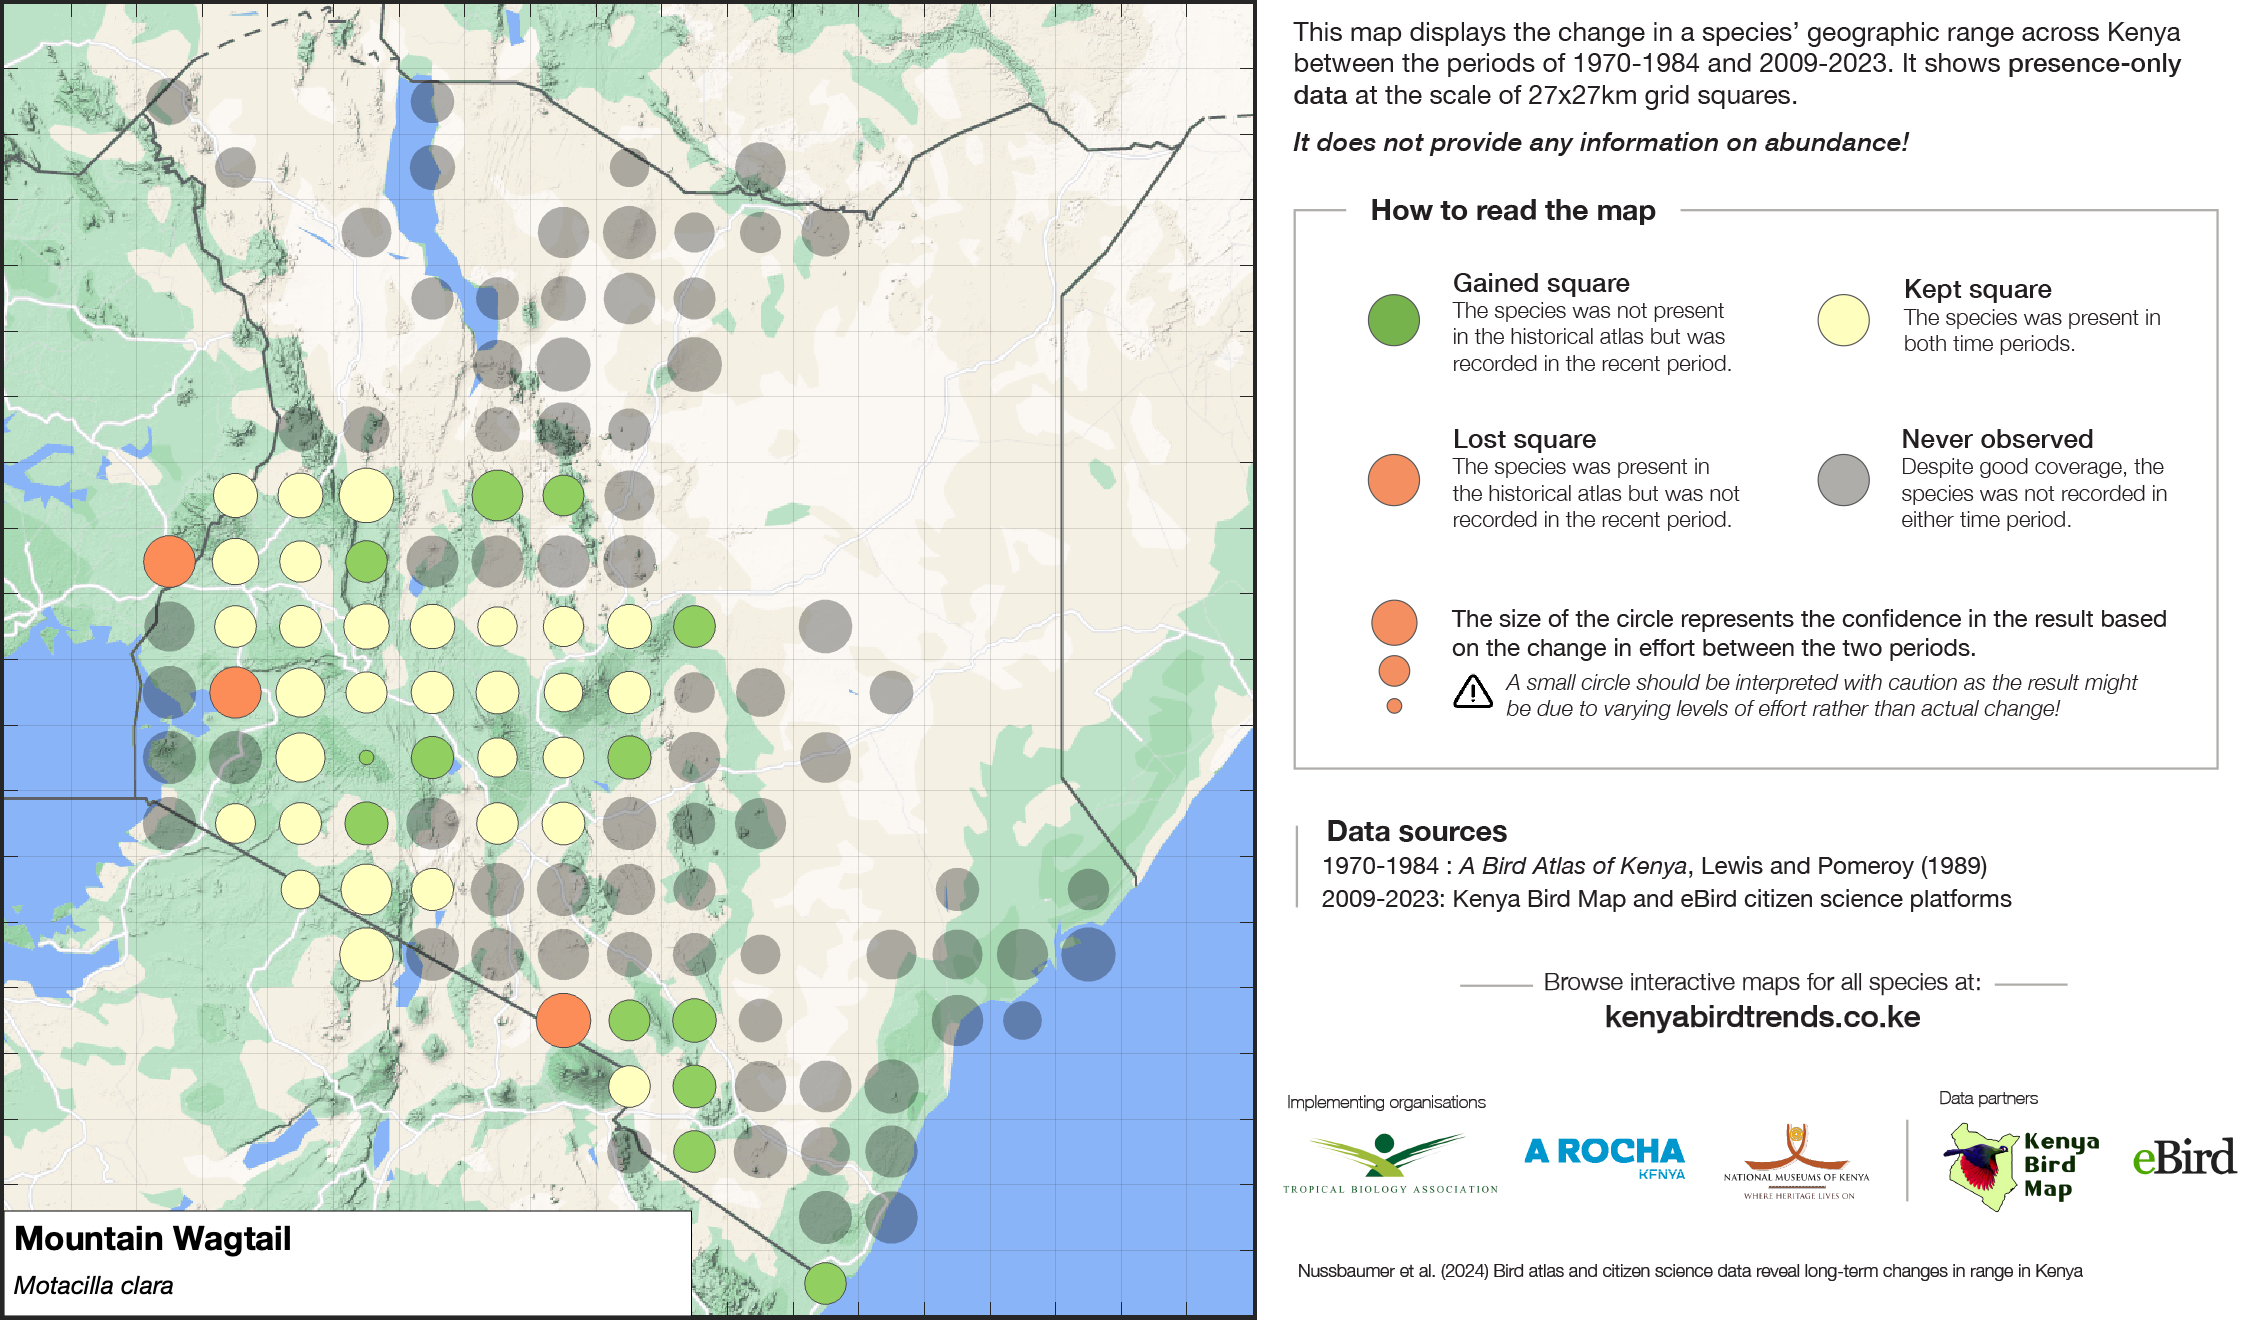 This map displays the change in a species’ geographic range across Kenya
between the periods of 1970-1984 and 2009-2023. It shows presence-only
data at the scale of 27x27km grid squares.
It does not provide any information on abundance!
How to read the map
Gained square
The species was not present
in the historical atlas but was
recorded in the recent period.
Kept square
The species was present in
both time periods.
Lost square
The species was present in
the historical atlas but was not
recorded in the recent period.
Never observed
Despite good coverage, the
species was not recorded in
either time period.
The size of the circle represents the confidence in the result based
on the change in effort between the two periods.
A small circle should be interpreted with caution as the result might
be due to varying levels of effort rather than actual change!
Data sources
1970-1984 : A Bird Atlas of Kenya, Lewis and Pomeroy (1989)
2009-2023: Kenya Bird Map and eBird citizen science platforms
Browse interactive maps for all species at:
kenyabirdtrends.co.ke
Implementing organisations
Data partners
TROPICAL BIOLOGY ASSOCIATION
A ROCHA
KENYA
NATIONAL MUSEUMS OF KENYA
WHERE HERITAGE LIVES ON
Kenya
Bird
Map
eBird
Nussbaumer et al. (2024) Bird atlas and citizen science data reveal long-term changes in range in Kenya
Mountain Wagtail
Motacilla clara